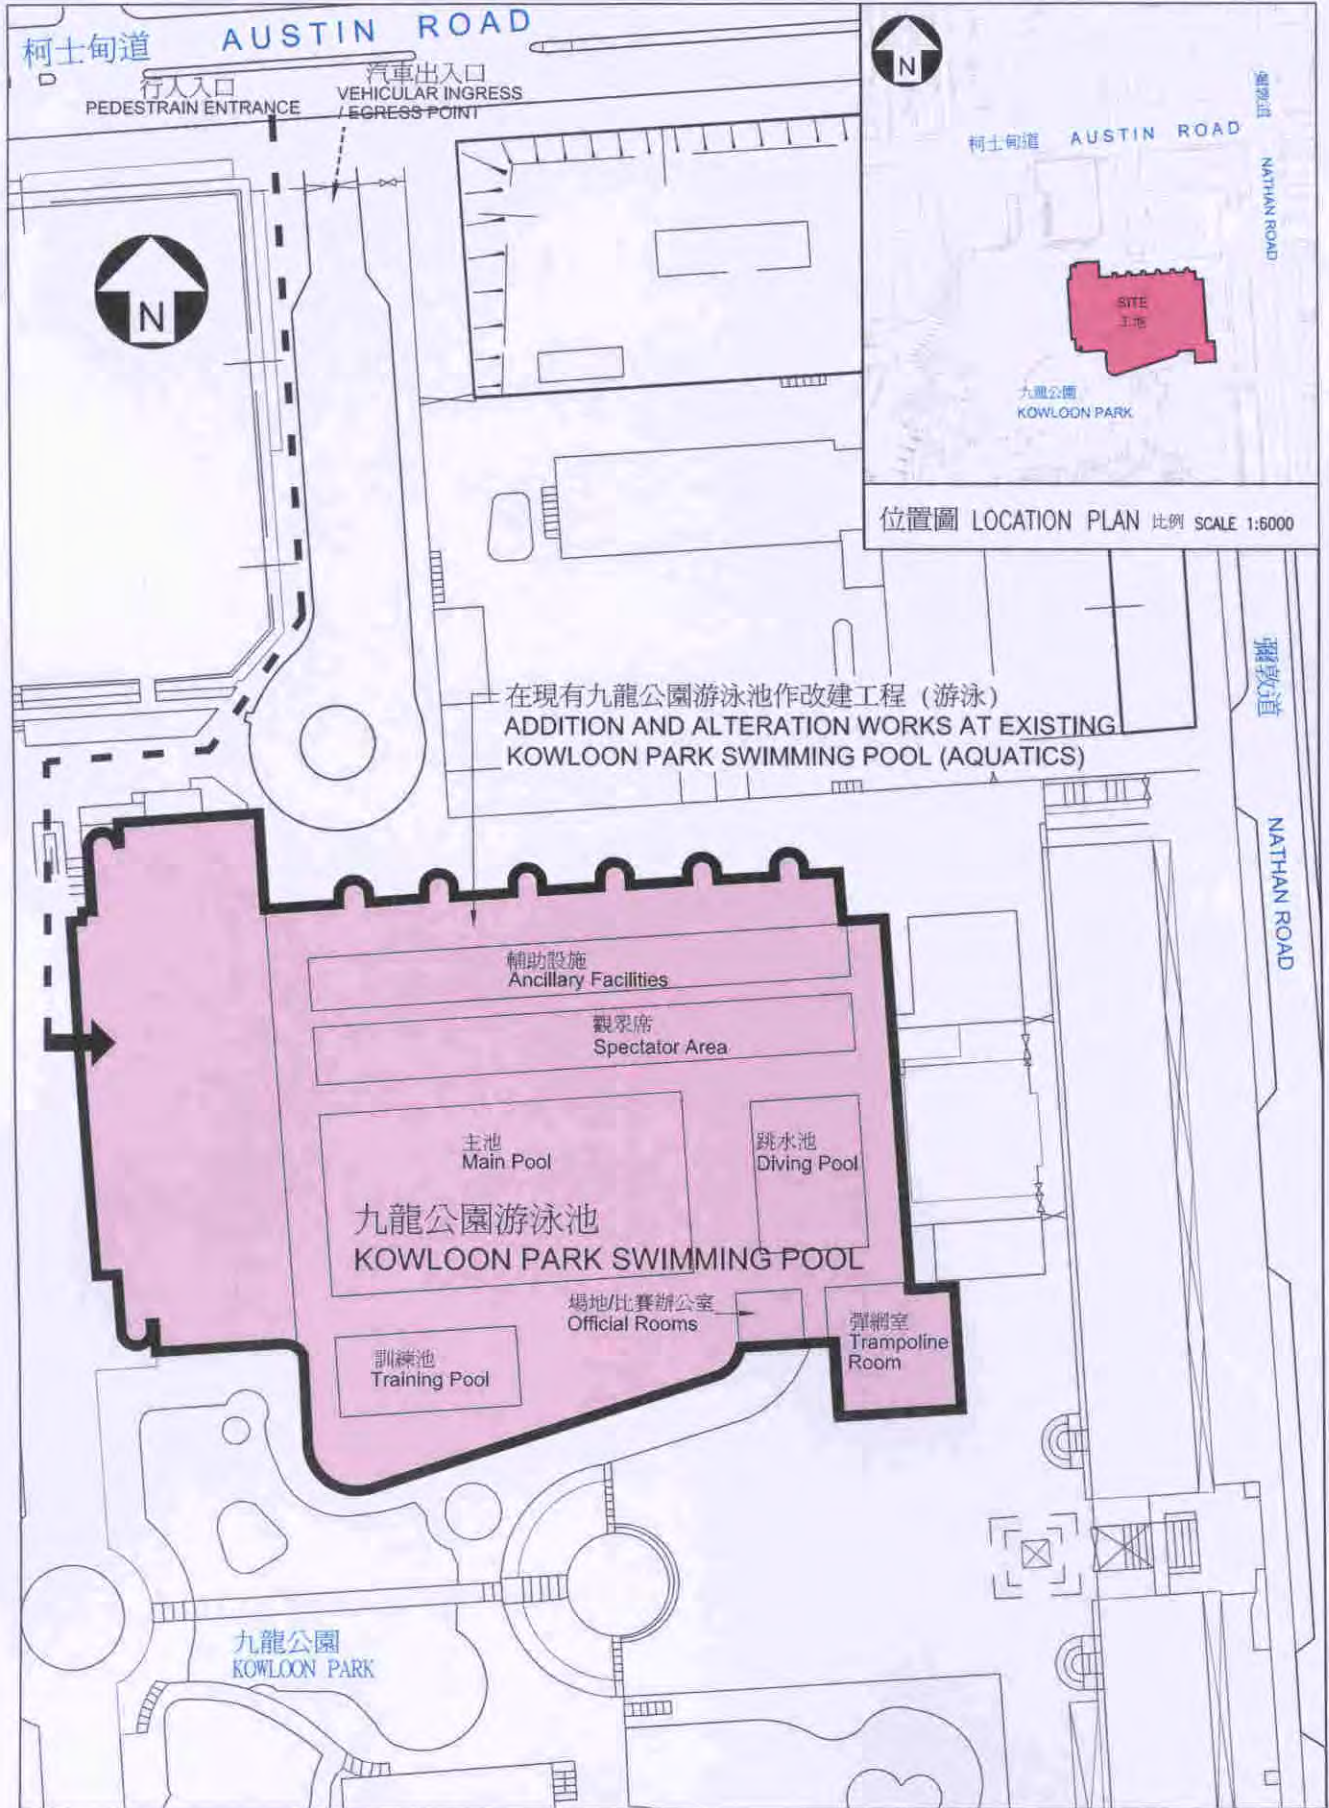 柯士甸道 AUSTIN ROAD
行人入口
PEDESTRAIN ENTRANCE
汽車出入口
VEHICULAR INGRESS
/ EGRESS POINT
N
N
柯士甸道 AUSTIN ROAD
彌敦道
NATHAN ROAD
SITE
工地
九龍公園
KOWLOON PARK
位置圖 LOCATION PLAN 比例 SCALE 1:6000
在現有九龍公園游泳池作改建工程 (游泳)
ADDITION AND ALTERATION WORKS AT EXISTING
KOWLOON PARK SWIMMING POOL (AQUATICS)
彌敦道
NATHAN ROAD
輔助設施
Ancillary Facilities
觀眾席
Spectator Area
主池
Main Pool
跳水池
Diving Pool
九龍公園游泳池
KOWLOON PARK SWIMMING POOL
場地/比賽辦公室
Official Rooms
彈網室
Trampoline
Room
訓練池
Training Pool
九龍公園
KOWLOON PARK